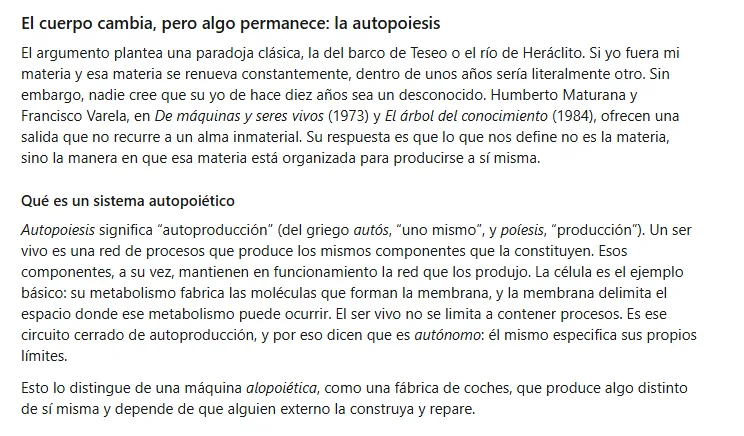 El cuerpo cambia, pero algo permanece: la autopoiesis
El argumento plantea una paradoja clásica, la del barco de Teseo o el río de Heráclito. Si yo fuera mi
materia y esa materia se renueva constantemente, dentro de unos años sería literalmente otro. Sin
embargo, nadie cree que su yo de hace diez años sea un desconocido. Humberto Maturana y
Francisco Varela, en De máquinas y seres vivos (1973) y El árbol del conocimiento (1984), ofrecen una
salida que no recurre a un alma inmaterial. Su respuesta es que lo que nos define no es la materia,
sino la manera en que esa materia está organizada para producirse a sí misma.
Qué es un sistema autopoiético
Autopoiesis significa “autoproducción” (del griego autós, “uno mismo”, y poíesis, “producción”). Un ser
vivo es una red de procesos que produce los mismos componentes que la constituyen. Esos
componentes, a su vez, mantienen en funcionamiento la red que los produjo. La célula es el ejemplo
básico: su metabolismo fabrica las moléculas que forman la membrana, y la membrana delimita el
espacio donde ese metabolismo puede ocurrir. El ser vivo no se limita a contener procesos. Es ese
circuito cerrado de autoproducción, y por eso dicen que es autónomo: él mismo especifica sus propios
límites.
Esto lo distingue de una máquina alopoiética, como una fábrica de coches, que produce algo distinto
de sí misma y depende de que alguien externo la construya y repare.